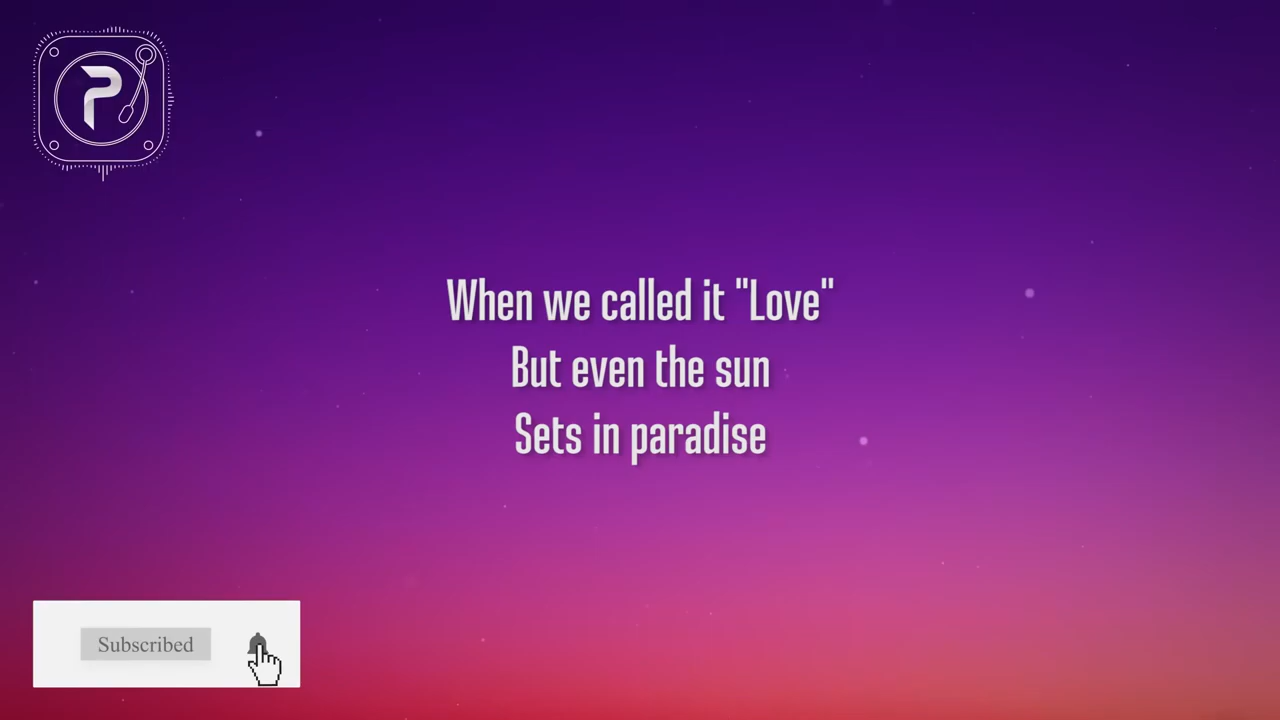 P
When we called it "Love"
But even the sun
Sets in paradise
Subscribed